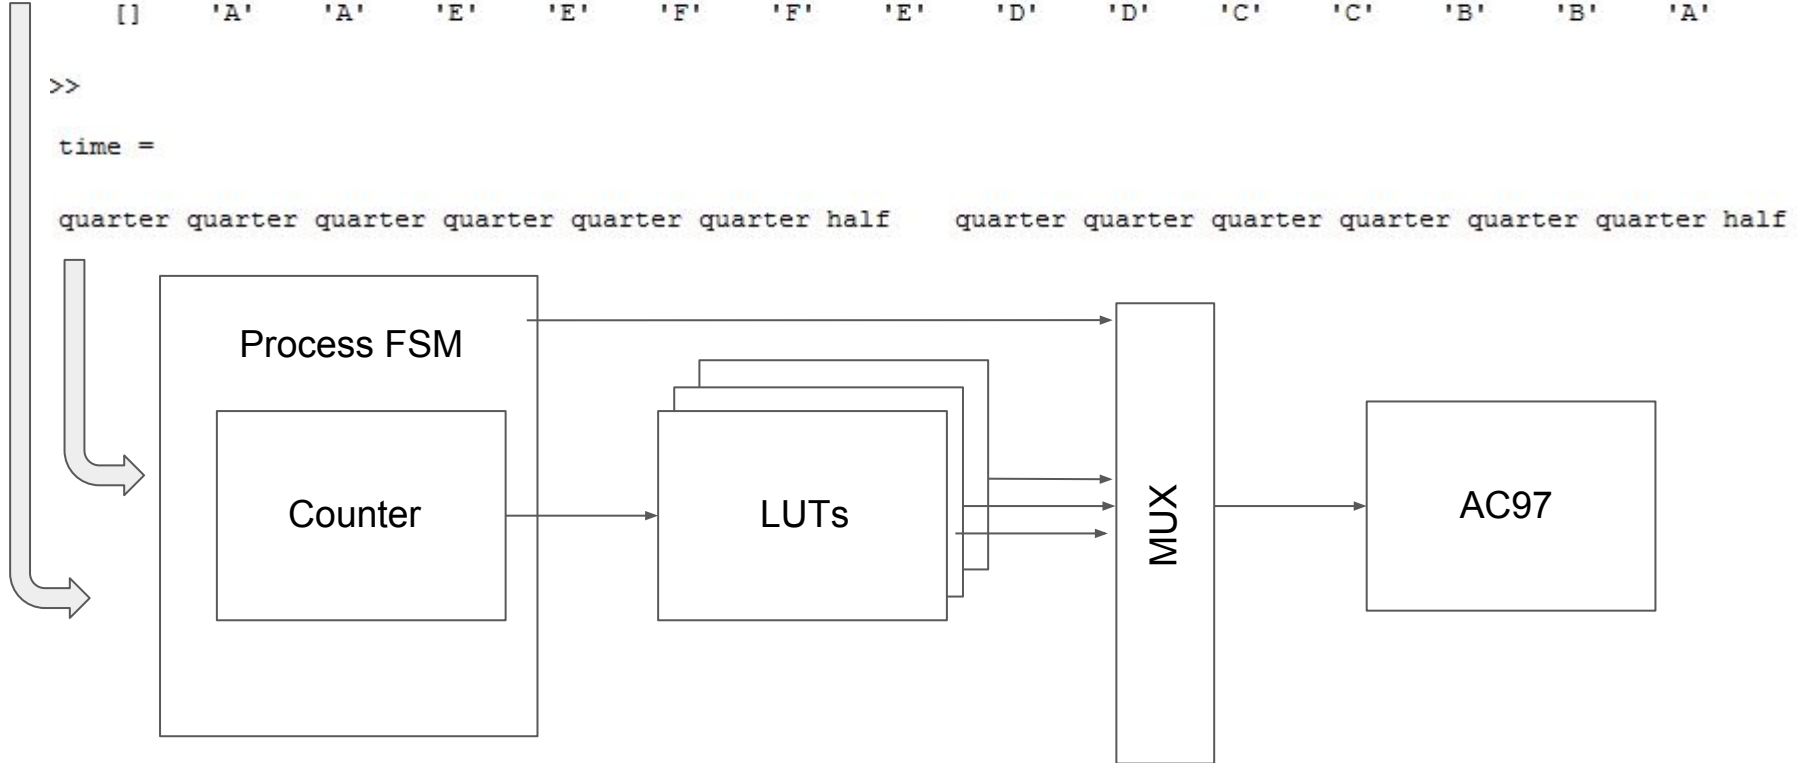 [] 'A' 'A' 'E' 'E' 'F' 'F' 'E' 'D' 'D' 'C' 'C' 'B' 'B' 'A'
>>
time =
quarter quarter quarter quarter quarter quarter half quarter quarter quarter quarter quarter quarter half
Process FSM
Counter
LUTs
MUX
AC97